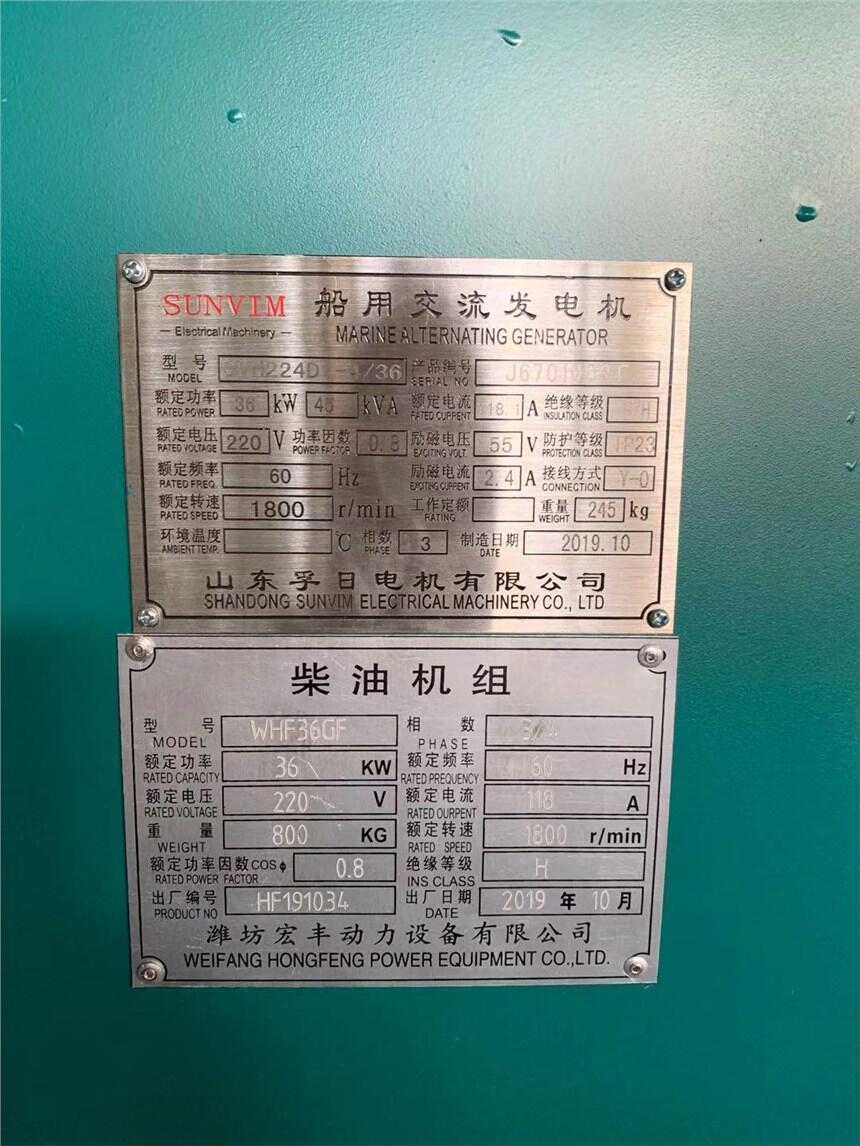 SUNVIM 船用交流发电机
Electrical Machinery MARINE ALTERNATING GENERATOR
型号 产品编号
MODEL SERIAL NO
额定功率 36 kW 45 kVA 额定电流 A 绝缘等级
RATED POWER RATED CURRENT INSULATION CLASS
额定电压 220 V 功率因数 0.8 励磁电压 55 V 防护等级 IP23
RATED VOLTAGE POWER FACTOR EXCITING VOLT. PROTECTION CLASS
额定频率 60 Hz 励磁电流 2.4 A 接线方式 Y-0
RATED FREQ. EXCITING CURRENT CONNECTION
额定转速 1800 r/min 工作定额 重量 245 kg
RATED SPEED RATING WEIGHT
环境温度 ℃ 相数 3 制造日期 2019.10
AMBIENT TEMP. PHASE DATE
山东孚日电机有限公司
SHANDONG SUNVIM ELECTRICAL MACHINERY CO., LTD
柴油机组
型号 WHF36GF 相数
MODEL PHASE
额定功率 36 KW 额定频率 60 Hz
RATED CAPACITY RATED PREQUENCY
额定电压 220 V 额定电流 118 A
RATED VOLTAGE RATED OURPENT
重量 800 KG 额定转速 1800 r/min
WEIGHT RATED SPEED
额定功率因数COSφ 0.8 绝缘等级 H
RATED POWER FACTOR INS CLASS
出厂编号 HF191034 出厂日期 2019 年 10 月
PRODUCT NO DATE
潍坊宏丰动力设备有限公司
WEIFANG HONGFENG POWER EQUIPMENT CO.,LTD.